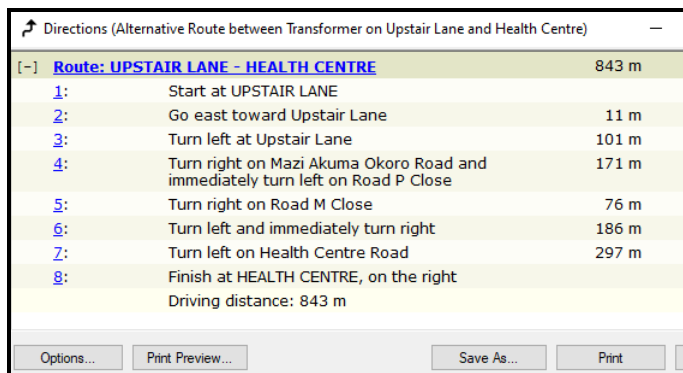 Directions (Alternative Route between Transformer on Upstair Lane and Health Centre)
[-] Route: UPSTAIR LANE - HEALTH CENTRE 843 m
1: Start at UPSTAIR LANE
2: Go east toward Upstair Lane 11 m
3: Turn left at Upstair Lane 101 m
4: Turn right on Mazi Akuma Okoro Road and 171 m
immediately turn left on Road P Close
5: Turn right on Road M Close 76 m
6: Turn left and immediately turn right 186 m
7: Turn left on Health Centre Road 297 m
8: Finish at HEALTH CENTRE, on the right
Driving distance: 843 m
Options... Print Preview... Save As... Print